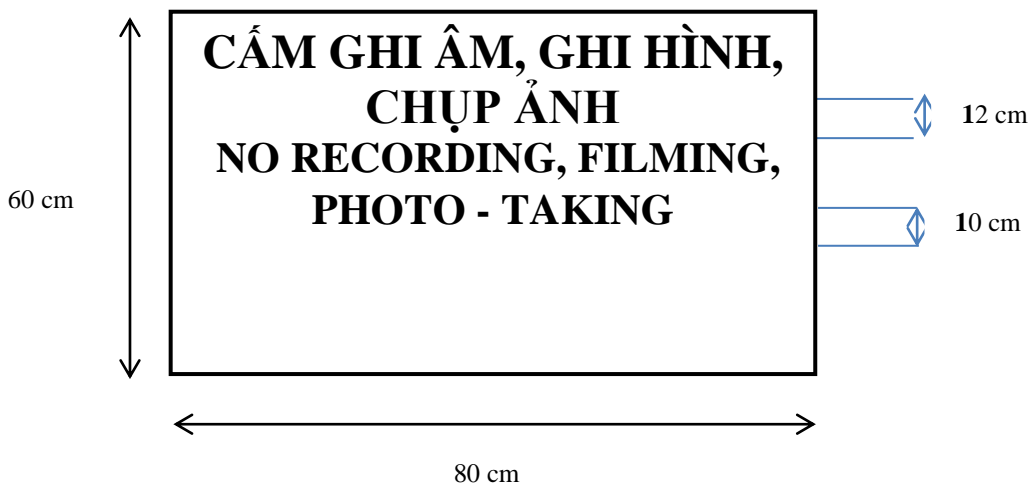 CẤM GHI ÂM, GHI HÌNH,
CHỤP ẢNH
NO RECORDING, FILMING,
PHOTO - TAKING
12 cm
60 cm
10 cm
80 cm